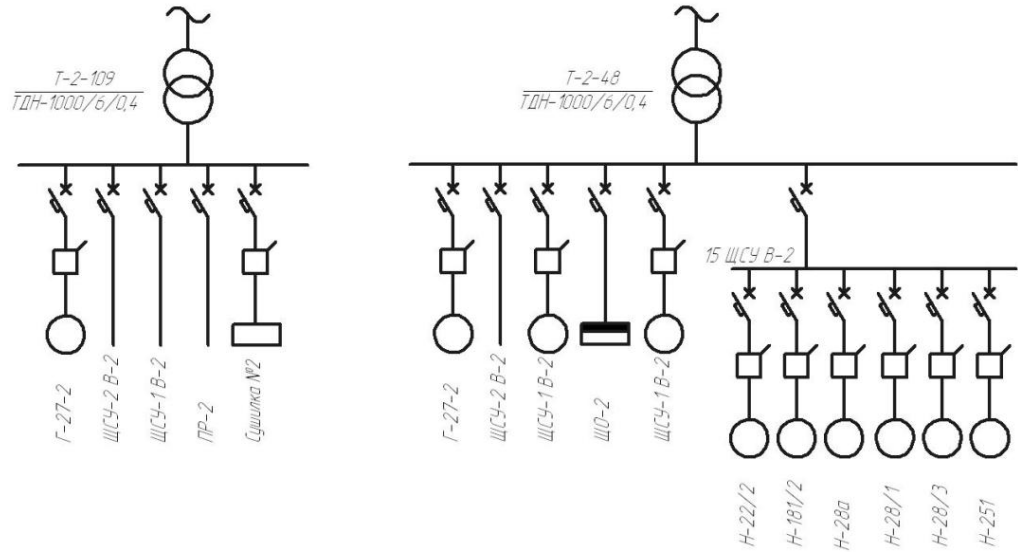 Т-2-109
ТДН-1000/6/0,4
Г-27-2
ЩСУ-2 В-2
ЩСУ-1 В-2
ПР-2
Сушилка №2
Т-2-48
ТДН-1000/6/0,4
Г-27-2
ЩСУ-2 В-2
ЩСУ-1 В-2
ЩО-2
ЩСУ-1 В-2
15 ЩСУ В-2
Н-22/2
Н-181/2
Н-28а
Н-28/1
Н-28/3
Н-251